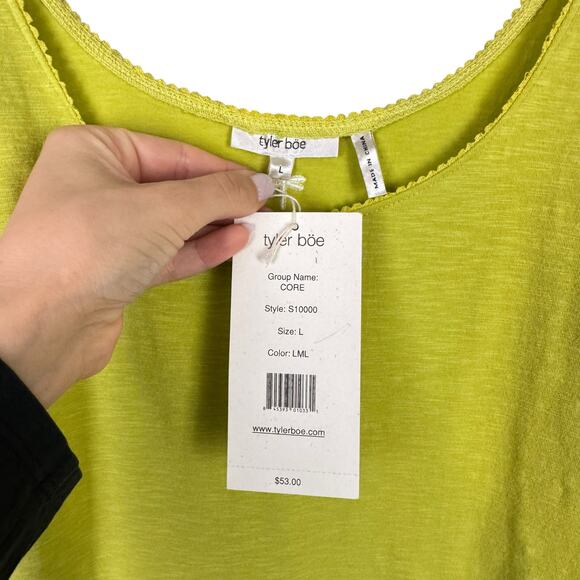 tyler böe
L
MADE IN CHINA
tyler böe
Group Name:
CORE
Style: S10000
Size: L
Color: LML
www.tylerboe.com
$53.00